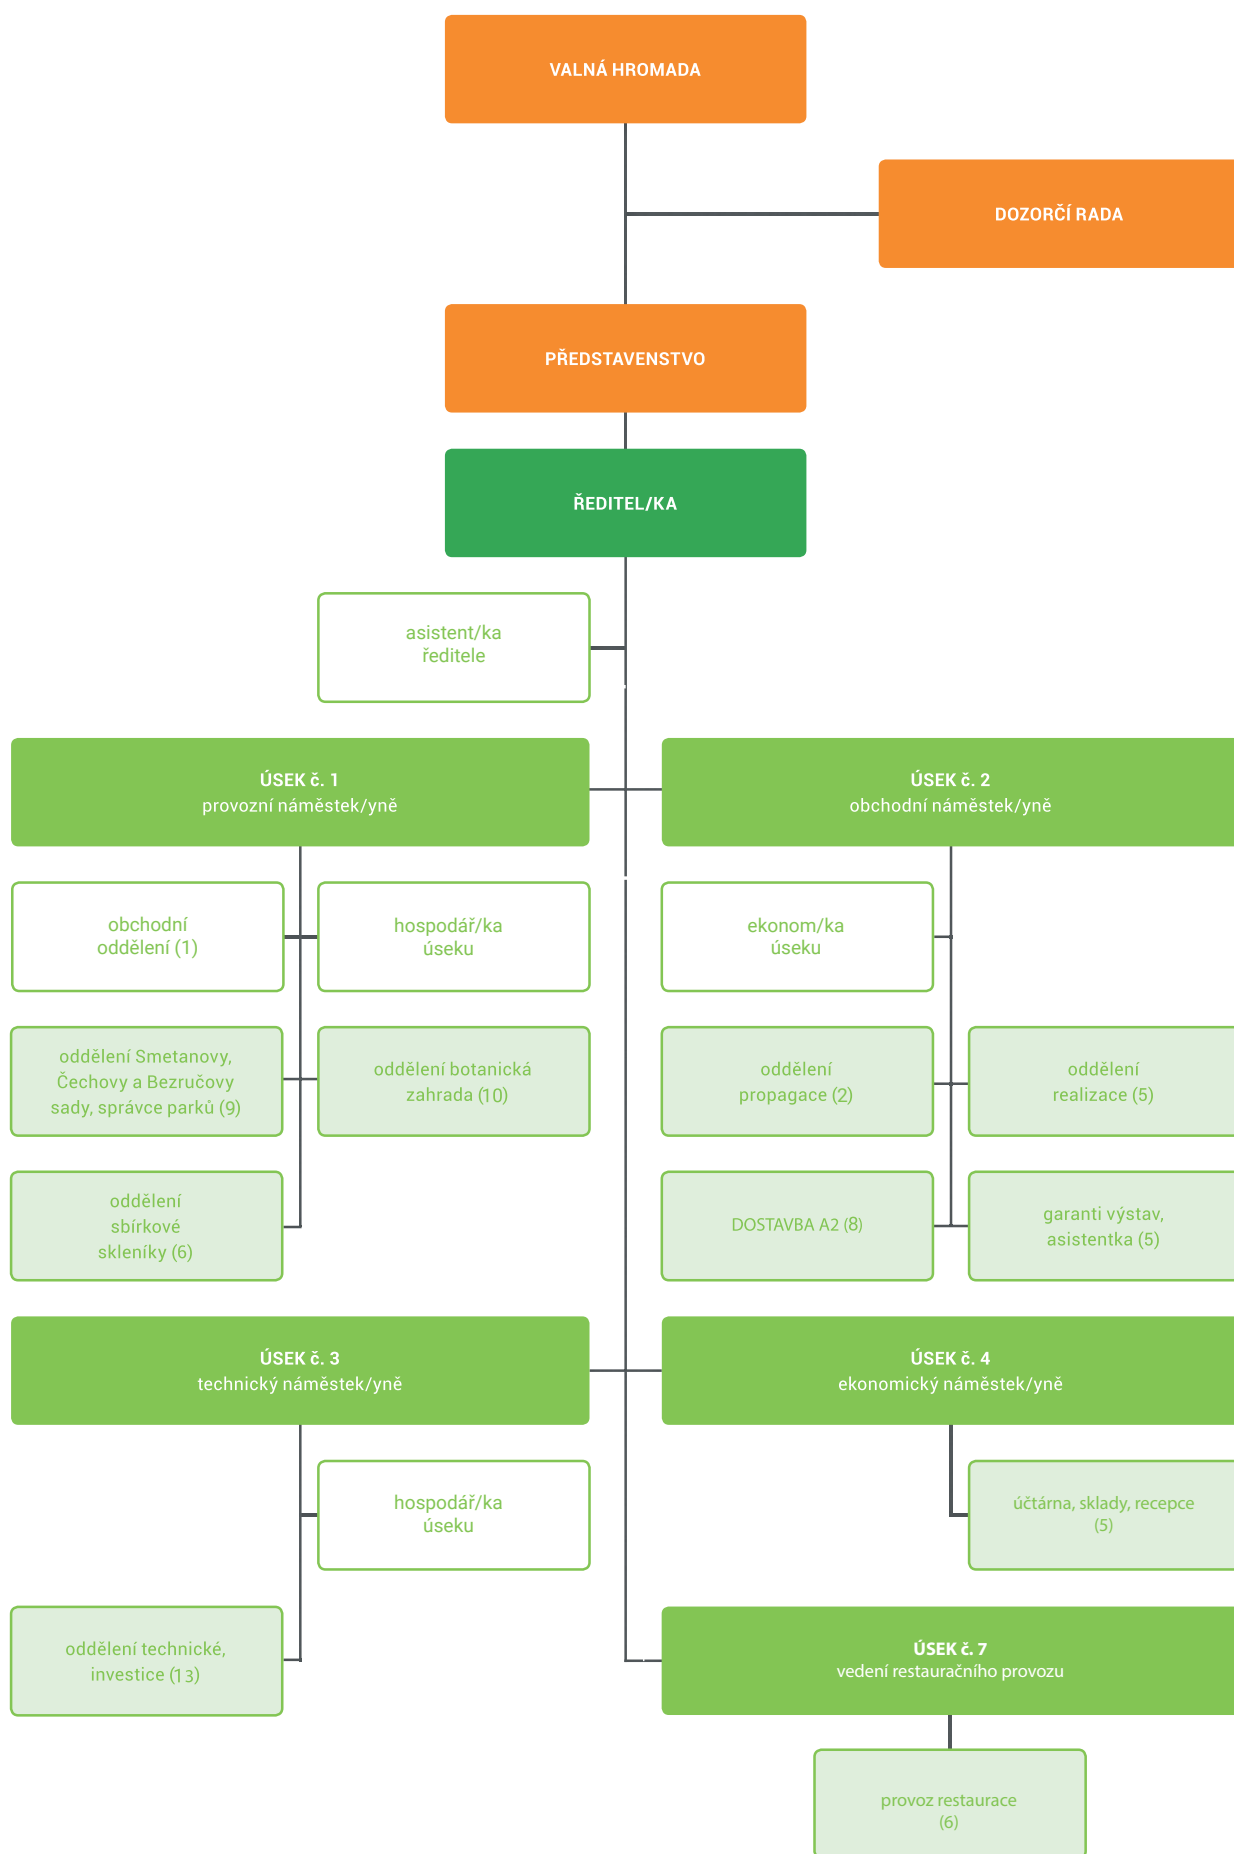 VALNÁ HROMADA
DOZORČÍ RADA
PŘEDSTAVENSTVO
ŘEDITEL/KA
asistent/ka
ředitele
ÚSEK č. 1
provozní náměstek/yně
ÚSEK č. 2
obchodní náměstek/yně
obchodní
oddělení (1)
hospodář/ka
úseku
ekonom/ka
úseku
oddělení Smetanovy,
Čechovy a Bezručovy
sady, správce parků (9)
oddělení botanická
zahrada (10)
oddělení
propagace (2)
oddělení
realizace (5)
oddělení
sbírkové
skleníky (6)
DOSTAVBA A2 (8)
garanti výstav,
asistentka (5)
ÚSEK č. 3
technický náměstek/yně
ÚSEK č. 4
ekonomický náměstek/yně
hospodář/ka
úseku
účtárna, sklady, recepce
(5)
oddělení technické,
investice (13)
ÚSEK č. 7
vedení restauračního provozu
provoz restaurace
(6)